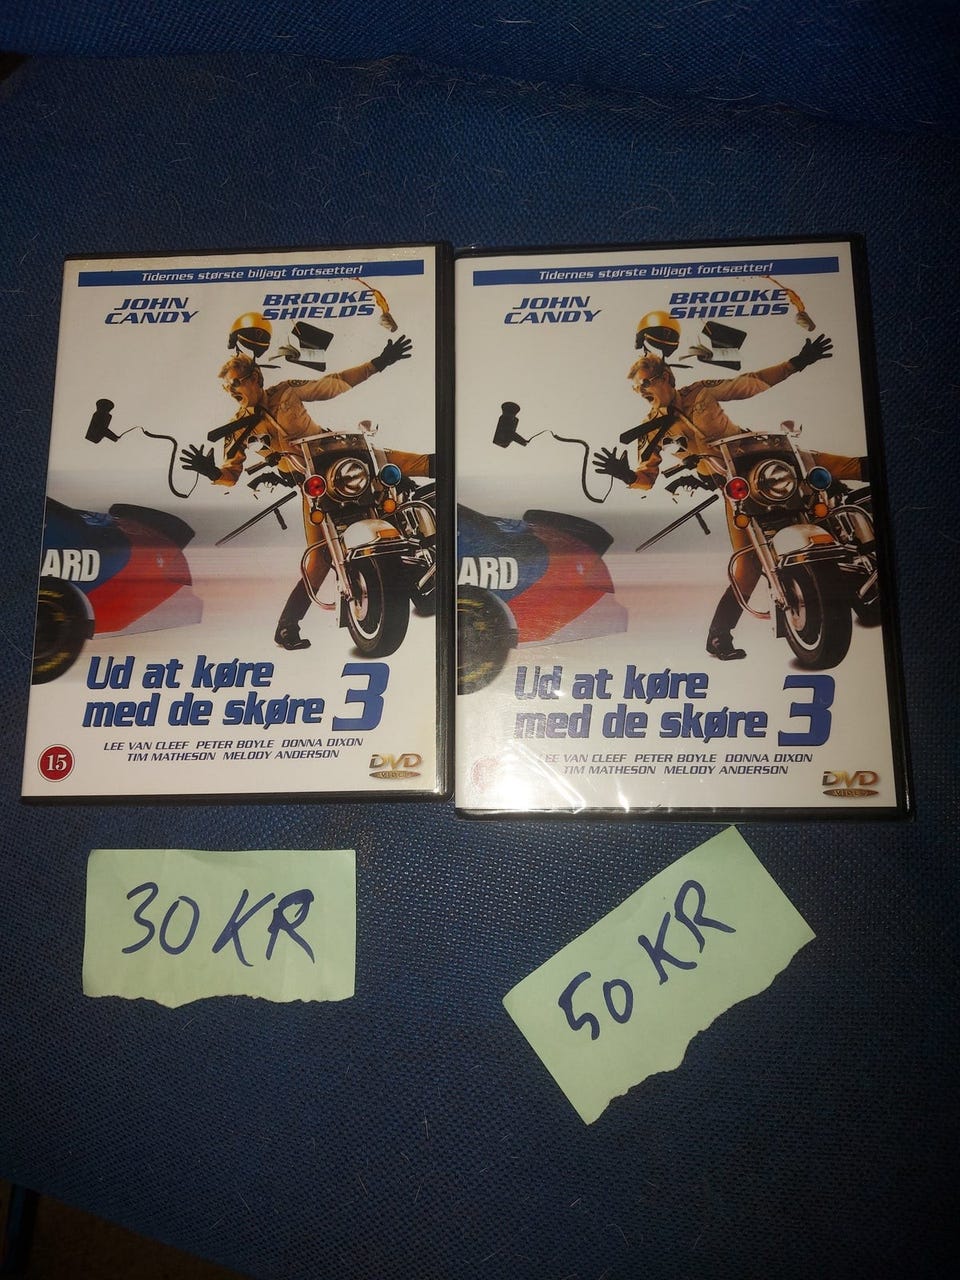 Tidernes største biljagt fortsætter!
JOHN
CANDY
BROOKE
SHIELDS
ARD
Ud at køre
med de skøre 3
LEE VAN CLEEF PETER BOYLE DONNA DIXON
TIM MATHESON MELODY ANDERSON
15
DVD
VIDEO
Tidernes største biljagt fortsætter!
JOHN
CANDY
BROOKE
SHIELDS
ARD
Ud at køre
med de skøre 3
LEE VAN CLEEF PETER BOYLE DONNA DIXON
TIM MATHESON MELODY ANDERSON
DVD
VIDEO
30 KR
50 KR